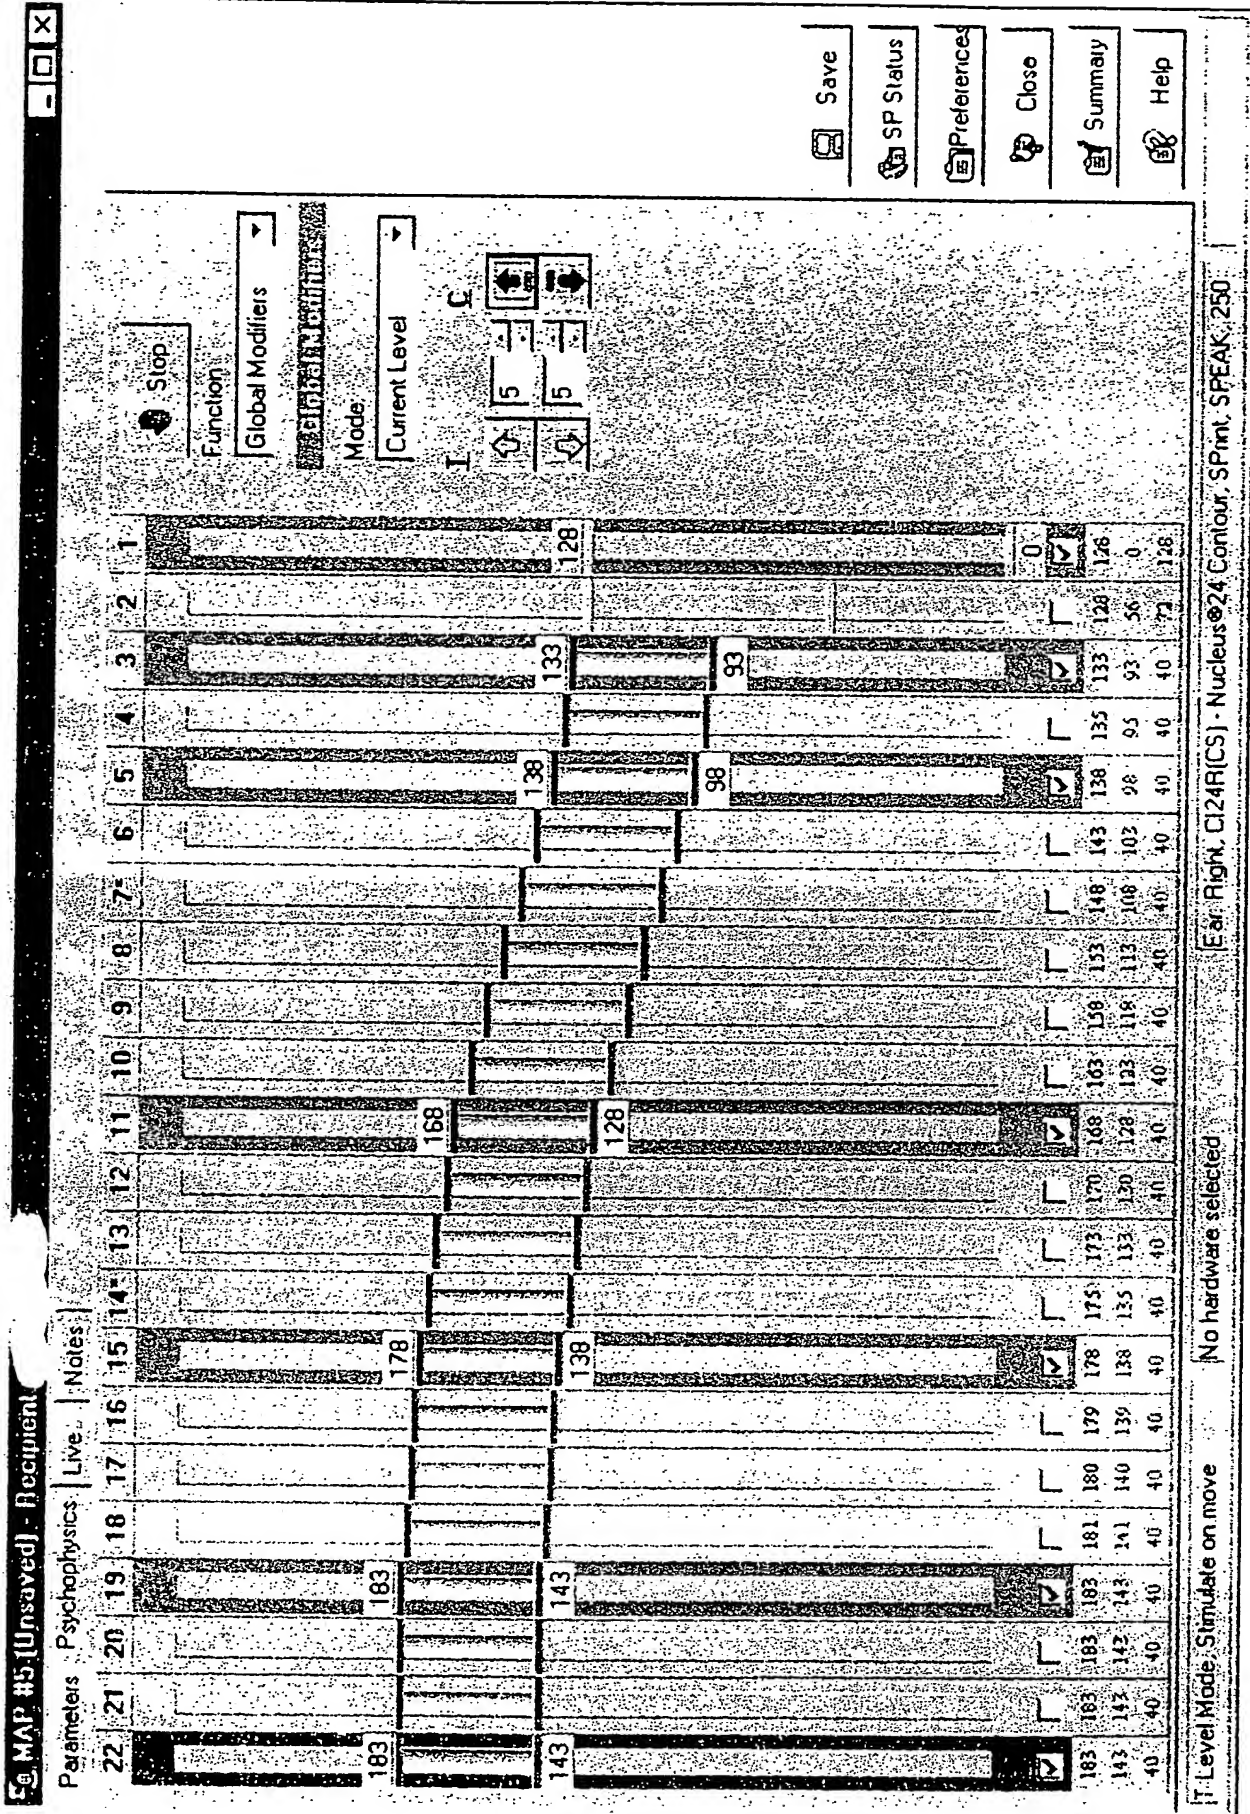 MAP #5 (Unsaved) - Recipient
Parameters Psychophysics Live Notes
22 21 20 19 18 17 16 15 14* 13 12 11 10 9 8 7* 6 5 4 3 2 1
183 183 178 168 138 133 128
143 143 138 128 98 93 0
183 183 183 183 181 180 179 178 175 173 170 168 163 158 153 148 143 138 135 133 128
143 143 143 143 141 140 139 138 135 133 130 128 123 118 113 108 103 98 95 93 56 0
40 40 40 40 40 40 40 40 40 40 40 40 40 40 40 40 40 40 40 40 72 128
Stop
Function
Global Modifiers
Mode:
Current Level
T C
5
5
Save
SP Status
Preferences
Close
Summary
Help
T Level Mode, Stimulate on move
No hardware selected
Ear: Right, CI24R(CS) - Nucleus®24 Contour, SPrint, SPEAK, 250